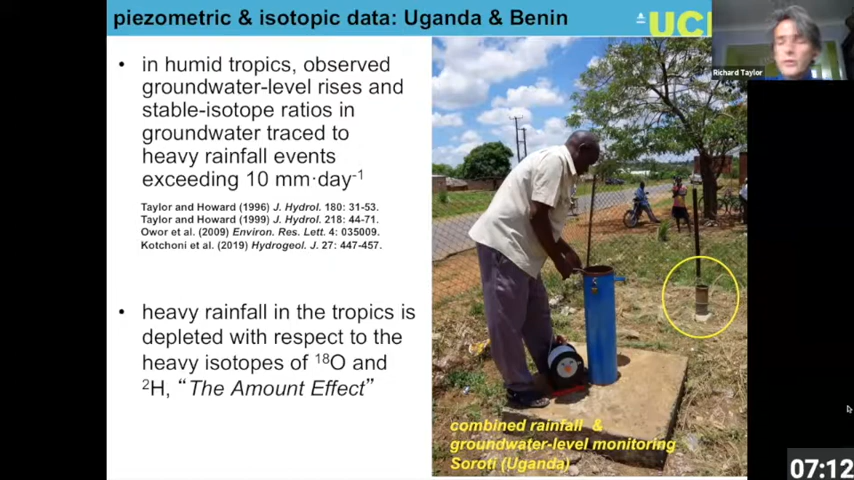 piezometric & isotopic data: Uganda & Benin
UCL
Richard Taylor
• in humid tropics, observed
groundwater-level rises and
stable-isotope ratios in
groundwater traced to
heavy rainfall events
exceeding 10 mm·day⁻¹
Taylor and Howard (1996) J. Hydrol. 180: 31-53.
Taylor and Howard (1999) J. Hydrol. 218: 44-71.
Owor et al. (2009) Environ. Res. Lett. 4: 035009.
Kotchoni et al. (2019) Hydrogeol. J. 27: 447-457.
• heavy rainfall in the tropics is
depleted with respect to the
heavy isotopes of ¹⁸O and
²H, “The Amount Effect”
combined rainfall &
groundwater-level monitoring
Soroti (Uganda)
07:12